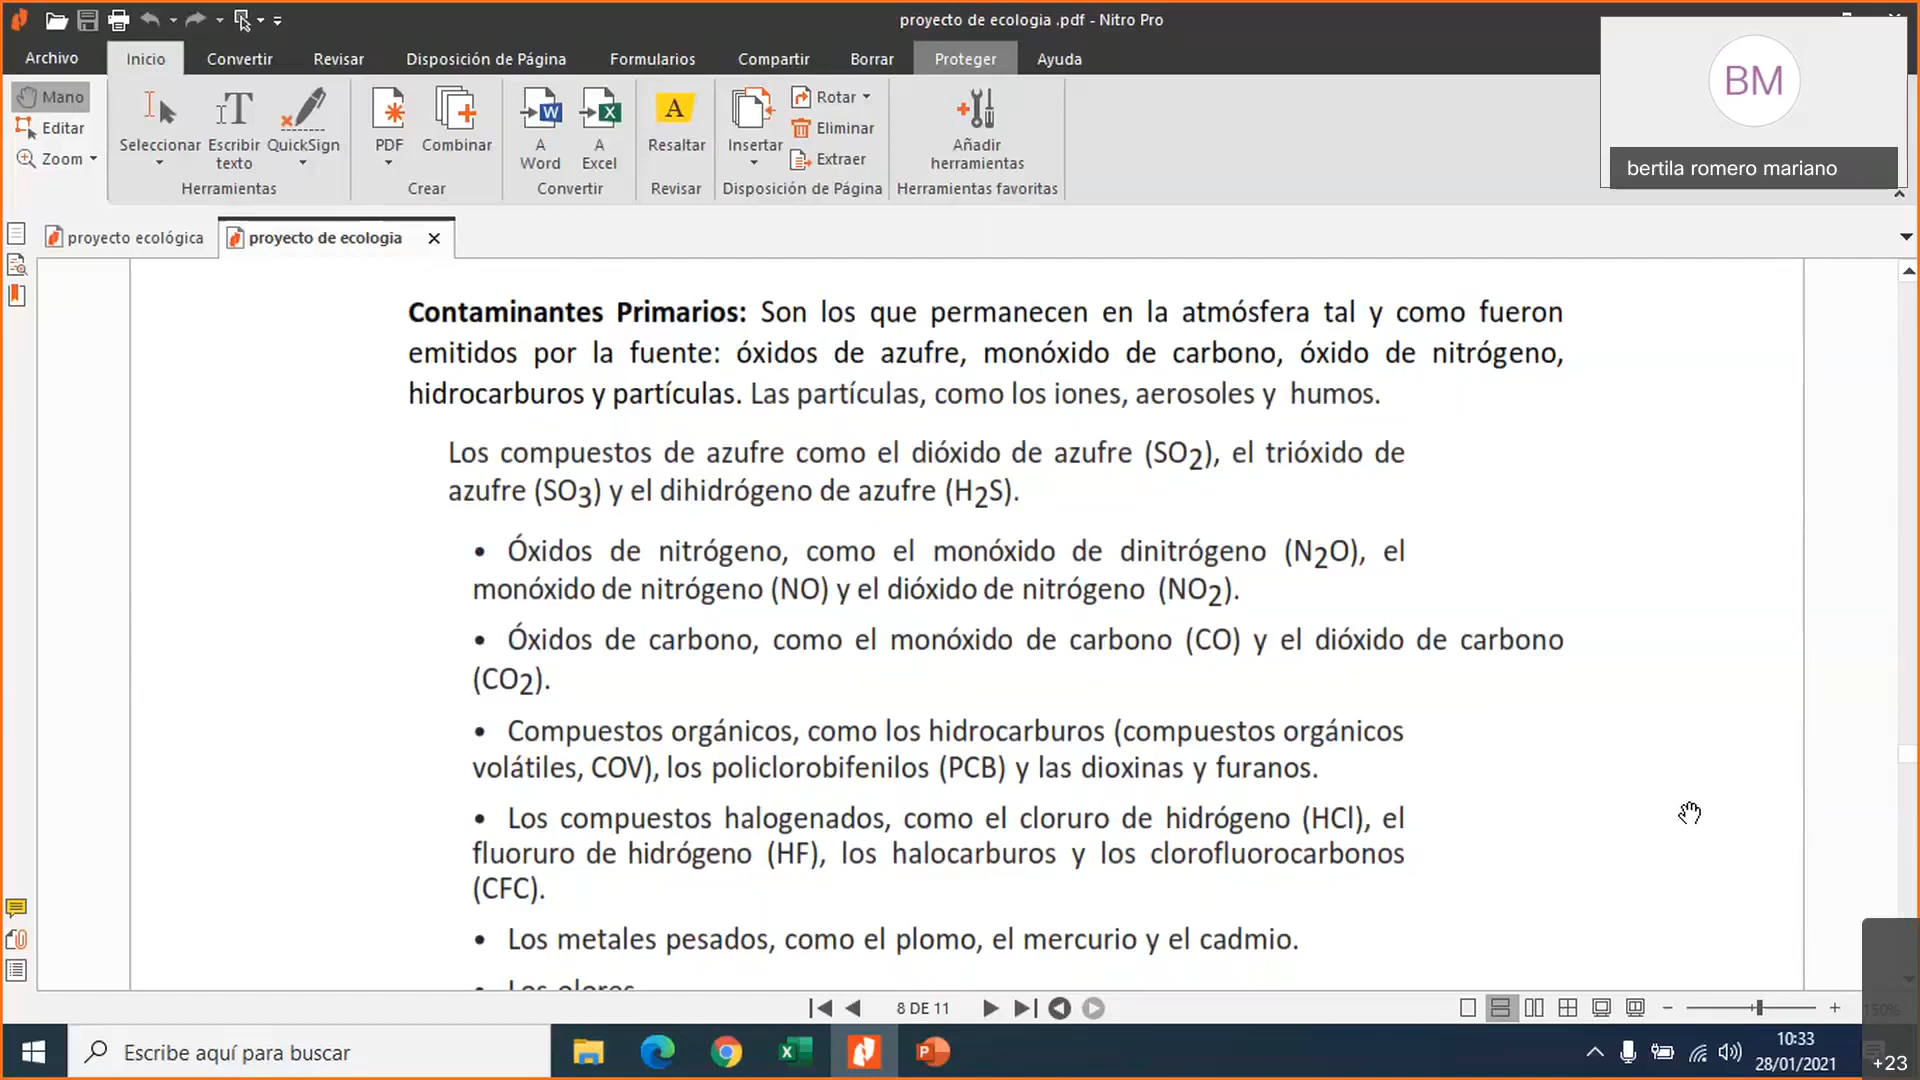 proyecto de ecologia .pdf - Nitro Pro
Archivo Inicio Convertir Revisar Disposición de Página Formularios Compartir Borrar Proteger Ayuda
BM
bertila romero mariano
Mano
Editar
Zoom
Seleccionar
Escribir texto
QuickSign
Herramientas
PDF
Combinar
Crear
A Word
A Excel
Convertir
Resaltar
Revisar
Insertar
Rotar
Eliminar
Extraer
Disposición de Página
Añadir herramientas
Herramientas favoritas
proyecto ecológica
proyecto de ecologia
Contaminantes Primarios: Son los que permanecen en la atmósfera tal y como fueron
emitidos por la fuente: óxidos de azufre, monóxido de carbono, óxido de nitrógeno,
hidrocarburos y partículas. Las partículas, como los iones, aerosoles y humos.
Los compuestos de azufre como el dióxido de azufre (SO2), el trióxido de
azufre (SO3) y el dihidrógeno de azufre (H2S).
• Óxidos de nitrógeno, como el monóxido de dinitrógeno (N2O), el
monóxido de nitrógeno (NO) y el dióxido de nitrógeno (NO2).
• Óxidos de carbono, como el monóxido de carbono (CO) y el dióxido de carbono
(CO2).
• Compuestos orgánicos, como los hidrocarburos (compuestos orgánicos
volátiles, COV), los policlorobifenilos (PCB) y las dioxinas y furanos.
• Los compuestos halogenados, como el cloruro de hidrógeno (HCl), el
fluoruro de hidrógeno (HF), los halocarburos y los clorofluorocarbonos
(CFC).
• Los metales pesados, como el plomo, el mercurio y el cadmio.
• Los olores
8 DE 11
150%
Escribe aquí para buscar
10:33
28/01/2021
+23